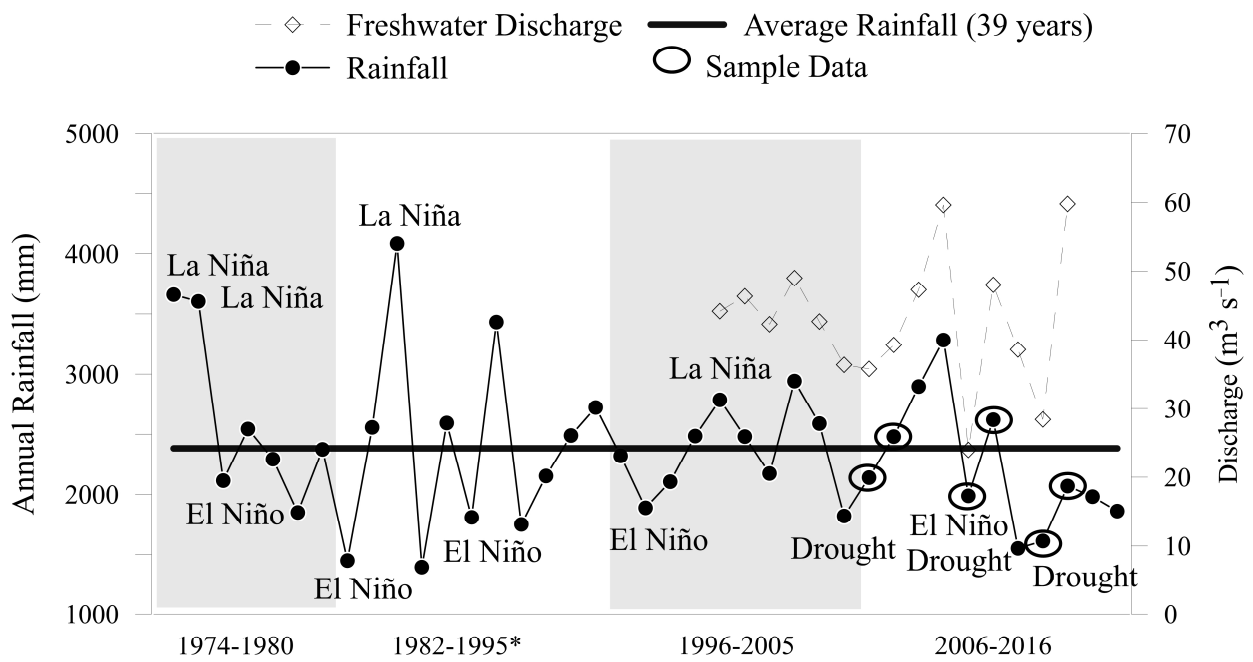 Freshwater Discharge
Average Rainfall (39 years)
Rainfall
Sample Data
5000
4000
3000
2000
1000
Annual Rainfall (mm)
70
60
50
40
30
20
10
0
Discharge (m³ s⁻¹)
La Niña
La Niña
El Niño
La Niña
El Niño
El Niño
El Niño
La Niña
Drought
El Niño
Drought
Drought
1974-1980
1982-1995*
1996-2005
2006-2016